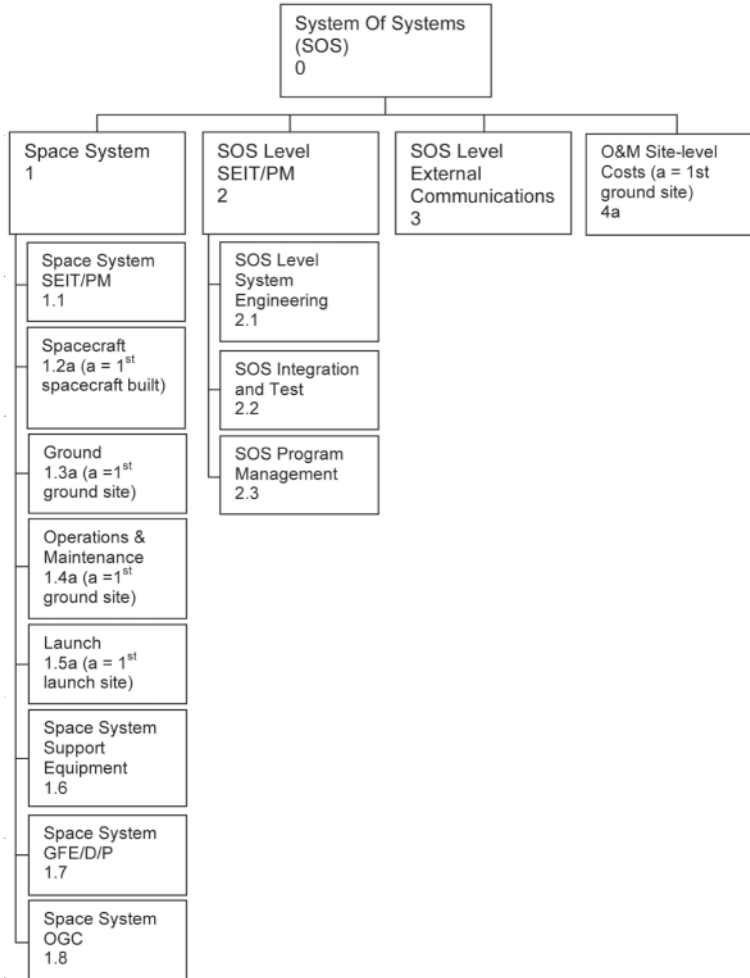 System Of Systems
(SOS)
0
Space System
1
SOS Level
SEIT/PM
2
SOS Level
External
Communications
3
O&M Site-level
Costs (a = 1st
ground site)
4a
Space System
SEIT/PM
1.1
Spacecraft
1.2a (a = 1st
spacecraft built)
Ground
1.3a (a =1st
ground site)
Operations &
Maintenance
1.4a (a =1st
ground site)
Launch
1.5a (a = 1st
launch site)
Space System
Support
Equipment
1.6
Space System
GFE/D/P
1.7
Space System
OGC
1.8
SOS Level
System
Engineering
2.1
SOS Integration
and Test
2.2
SOS Program
Management
2.3